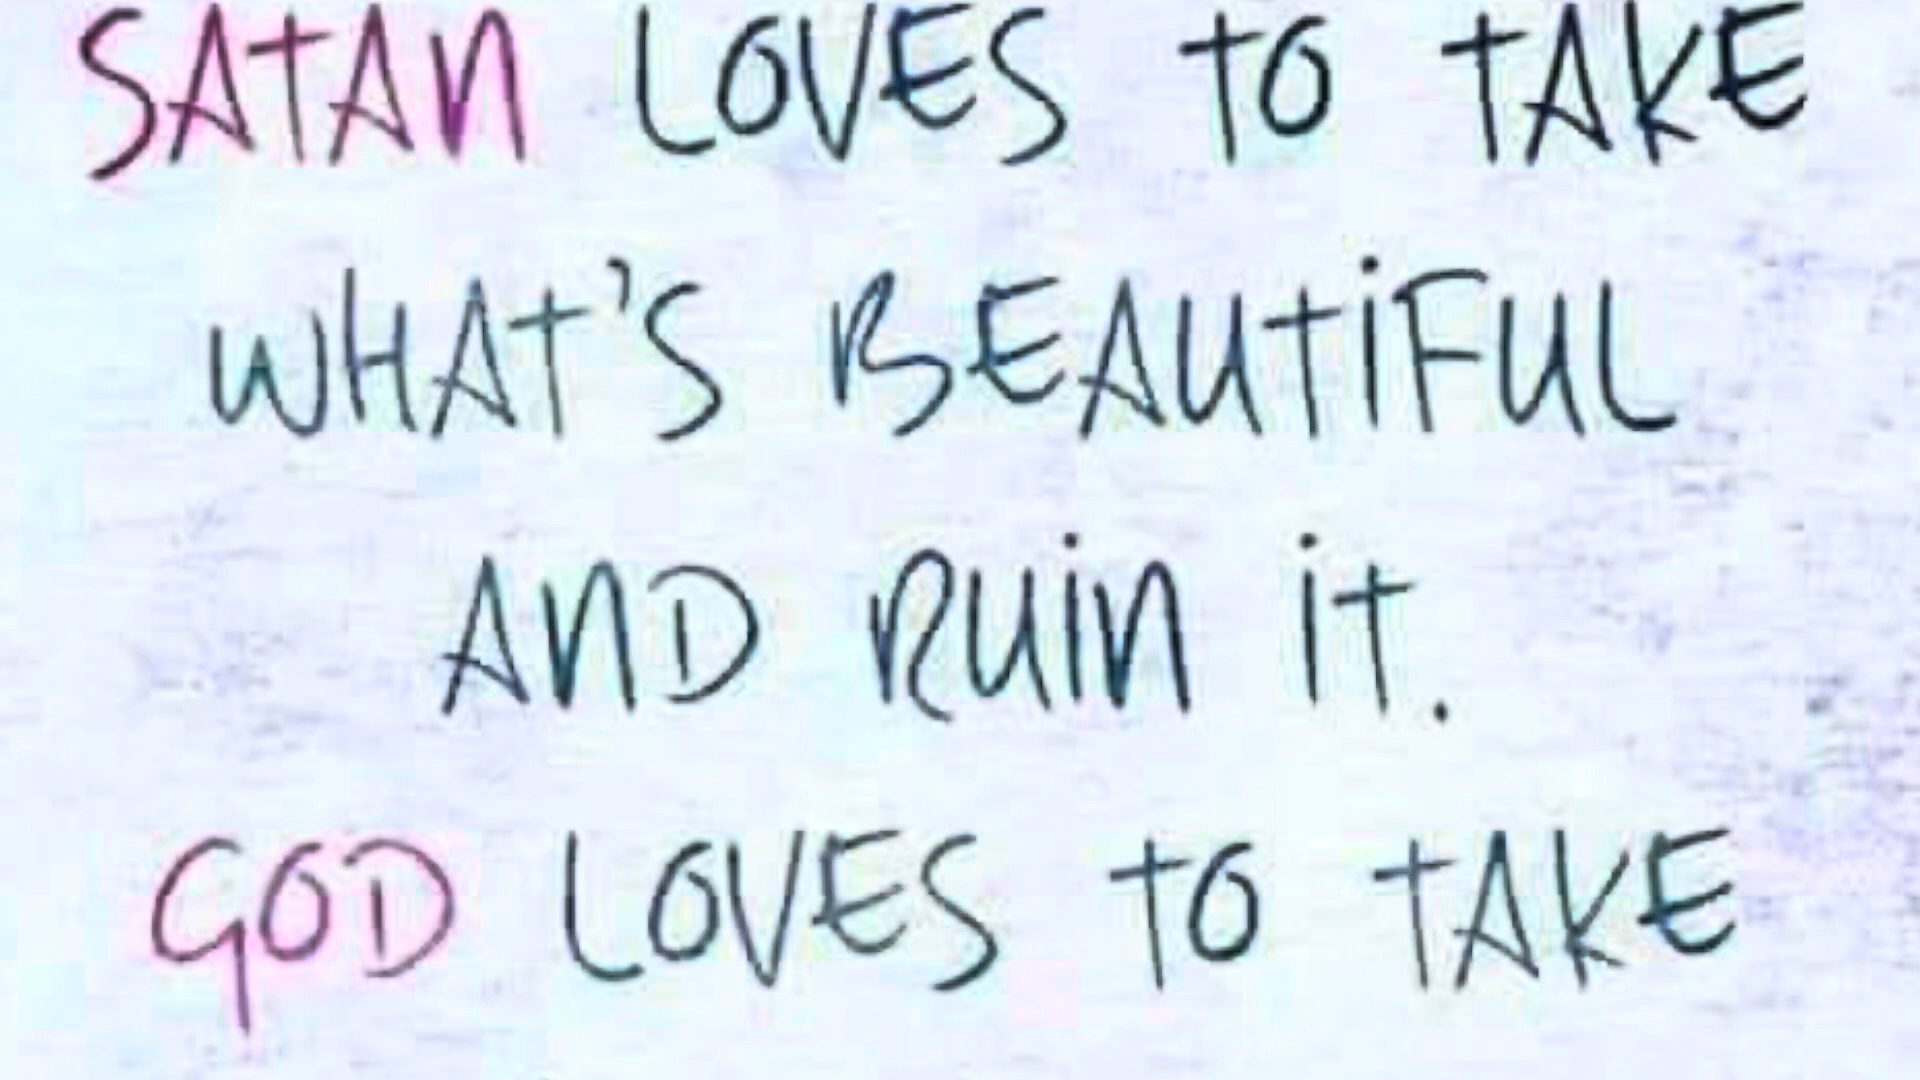 SATAN LOVES TO TAKE
WHAT'S BEAUTIFUL
AND RUIN IT.
GOD LOVES TO TAKE